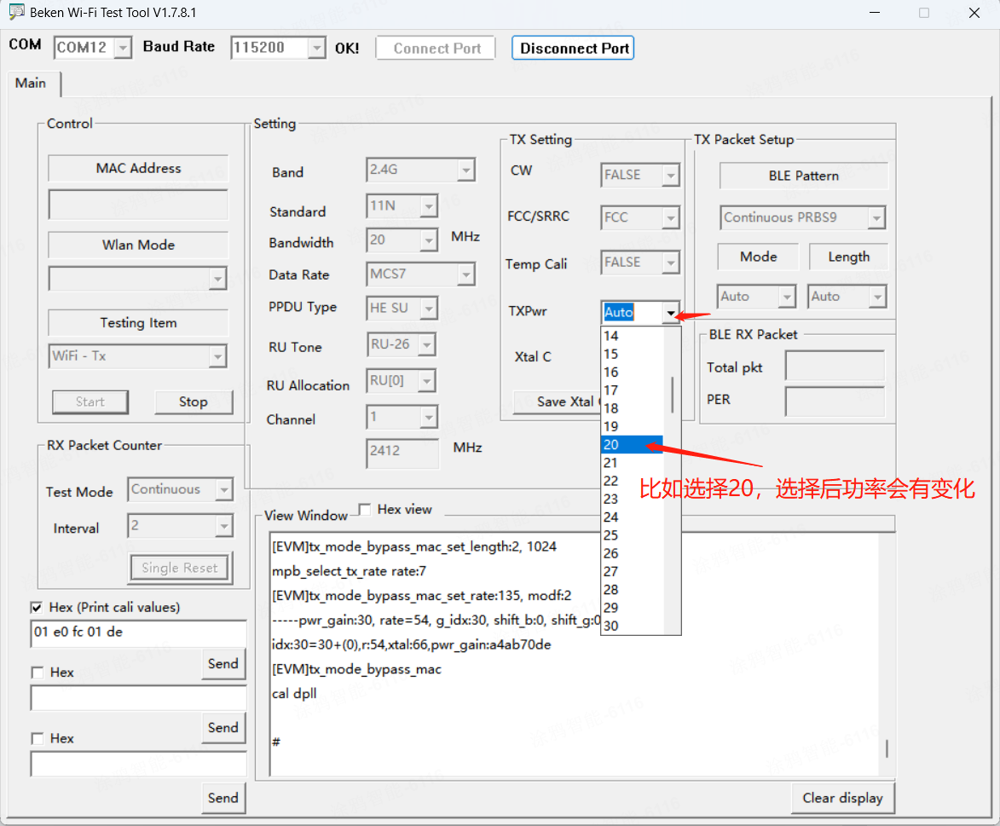 Beken Wi-Fi Test Tool V1.7.8.1
COM COM12 Baud Rate 115200 OK! Connect Port Disconnect Port
Main
Control
MAC Address
Wlan Mode
Testing Item
WiFi - Tx
Start Stop
Setting
Band 2.4G
Standard 11N
Bandwidth 20 MHz
Data Rate MCS7
PPDU Type HE SU
RU Tone RU-26
RU Allocation RU[0]
Channel 1
2412 MHz
TX Setting
CW FALSE
FCC/SRRC FCC
Temp Cali FALSE
TXPwr Auto
Xtal C
Save Xtal
14
15
16
17
18
19
20
21
22
23
24
25
26
27
28
29
30
比如选择20，选择后功率会有变化
TX Packet Setup
BLE Pattern
Continuous PRBS9
Mode Length
Auto Auto
BLE RX Packet
Total pkt
PER
RX Packet Counter
Test Mode Continuous
Interval 2
Single Reset
Hex (Print cali values)
01 e0 fc 01 de
Send
Hex
Send
Hex
Send
View Window Hex view
[EVM]tx_mode_bypass_mac_set_length:2, 1024
mpb_select_tx_rate rate:7
[EVM]tx_mode_bypass_mac_set_rate:135, modf:2
-----pwr_gain:30, rate=54, g_idx:30, shift_b:0, shift_g:0
idx:30=30+(0),r:54,xtal:66,pwr_gain:a4ab70de
[EVM]tx_mode_bypass_mac
cal dpll
#
Clear display